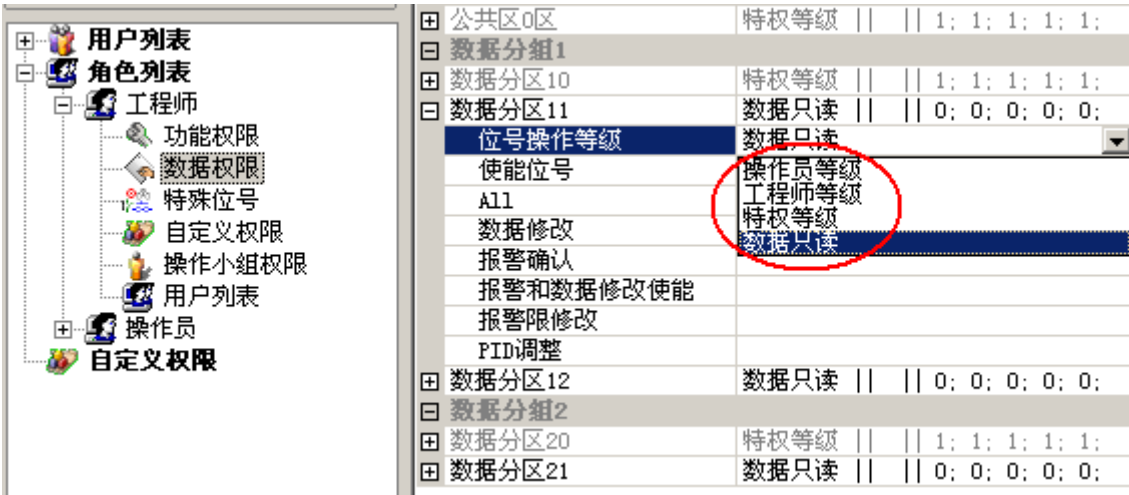 用户列表
角色列表
工程师
功能权限
数据权限
特殊位号
自定义权限
操作小组权限
用户列表
操作员
自定义权限
公共区0区 特权等级 || || 1; 1; 1; 1; 1;
数据分组1
数据分区10 特权等级 || || 1; 1; 1; 1; 1;
数据分区11 数据只读 || || 0; 0; 0; 0; 0;
位号操作等级 数据只读
使能位号
All
数据修改
报警确认
报警和数据修改使能
报警限修改
PID调整
操作员等级
工程师等级
特权等级
数据只读
数据分区12 数据只读 || || 0; 0; 0; 0; 0;
数据分组2
数据分区20 特权等级 || || 1; 1; 1; 1; 1;
数据分区21 数据只读 || || 0; 0; 0; 0; 0;